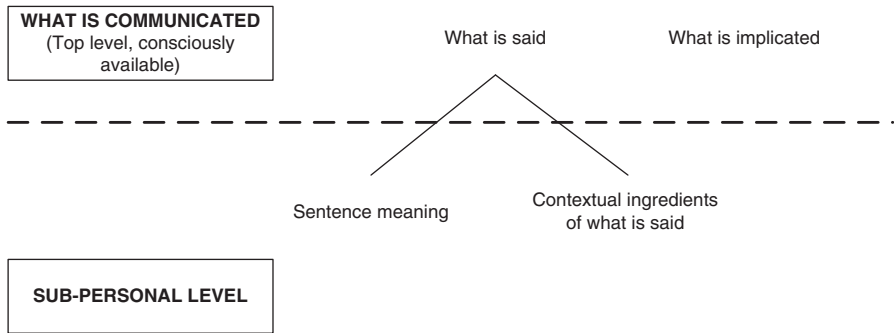 WHAT IS COMMUNICATED
(Top level, consciously
available)
What is said
What is implicated
Sentence meaning
Contextual ingredients
of what is said
SUB-PERSONAL LEVEL